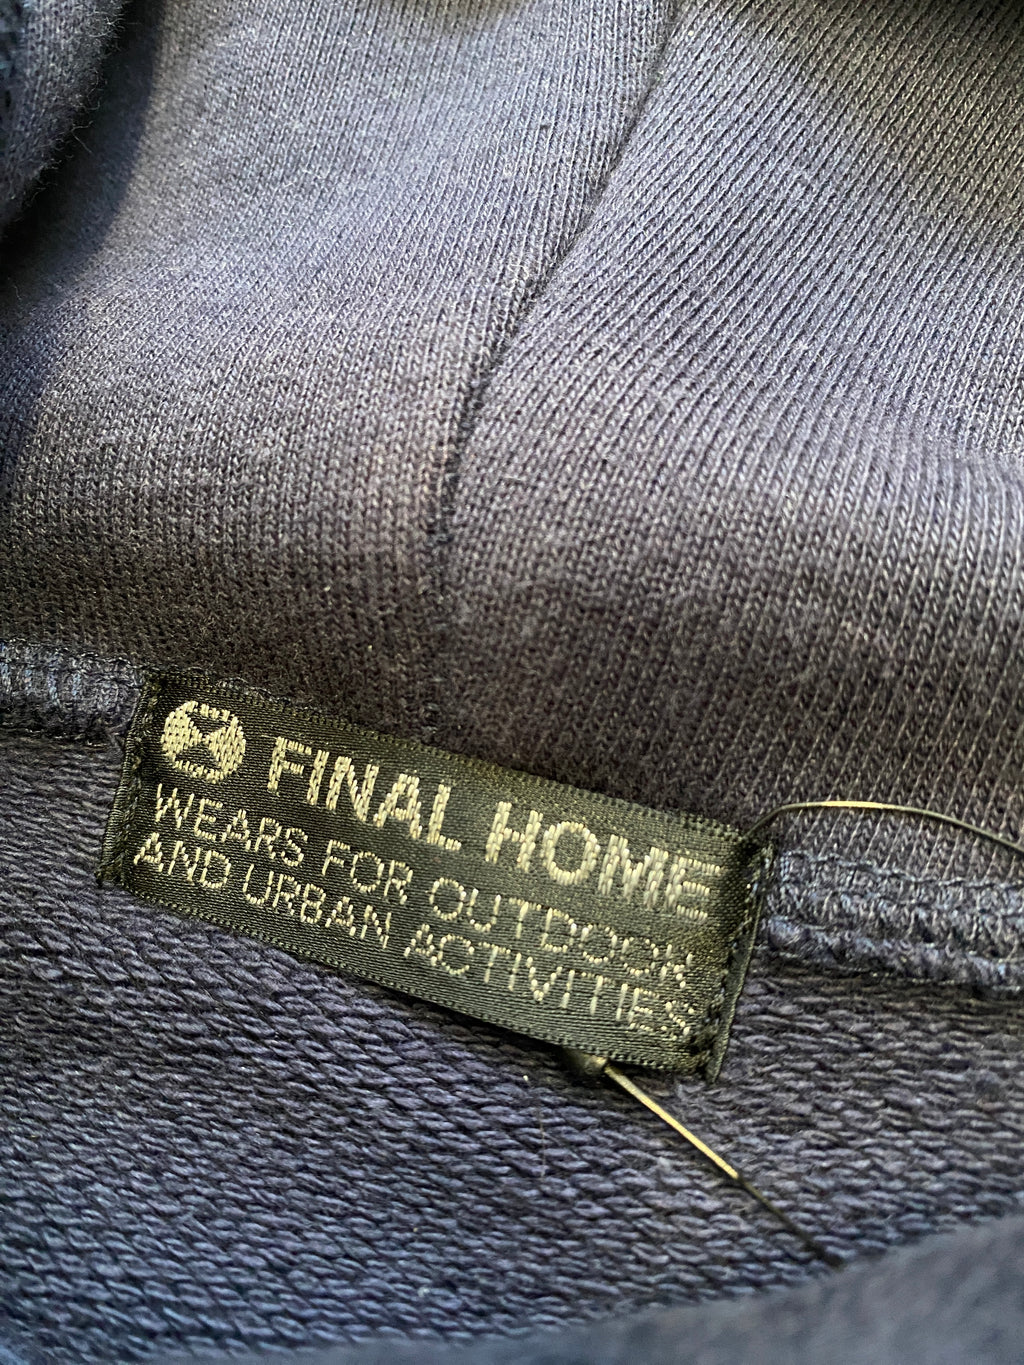 FINAL HOME
WEARS FOR OUTDOOR
AND URBAN ACTIVITIES